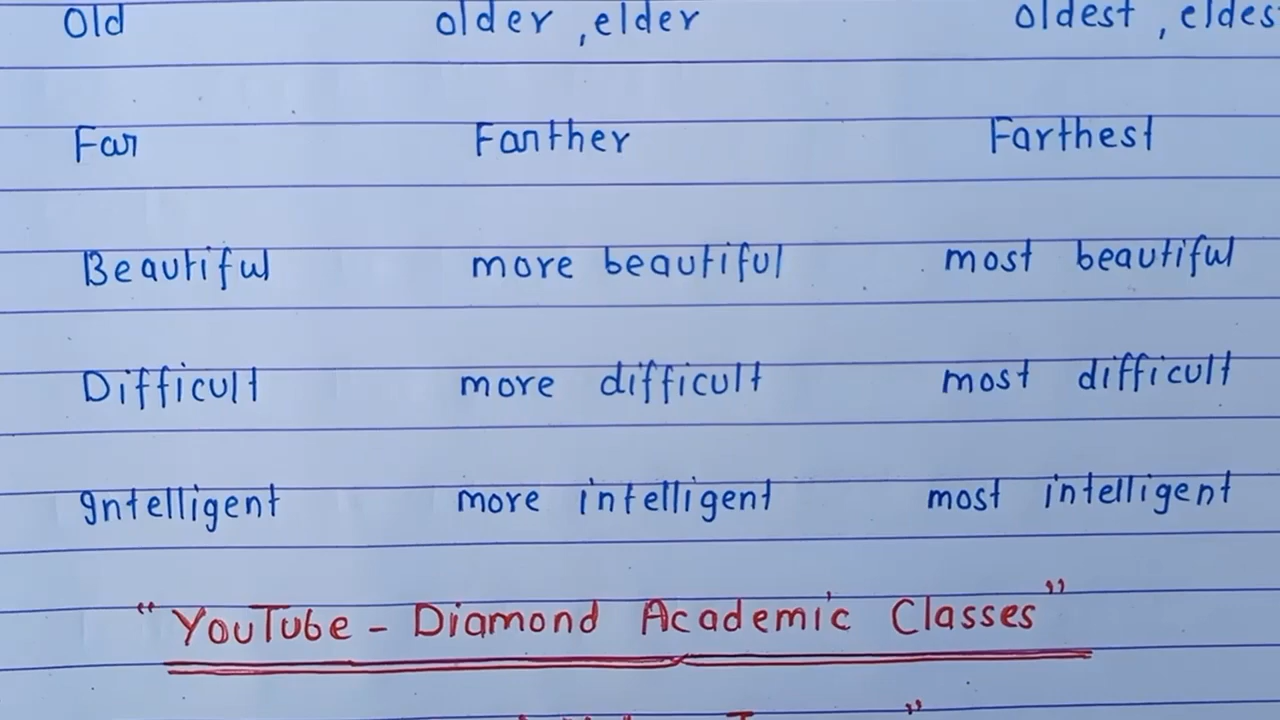 Old older , elder oldest , eldes
Far Farther Farthest
Beautiful more beautiful most beautiful
Difficult more difficult most difficult
Intelligent more intelligent most intelligent
“YouTube - Diamond Academic Classes”